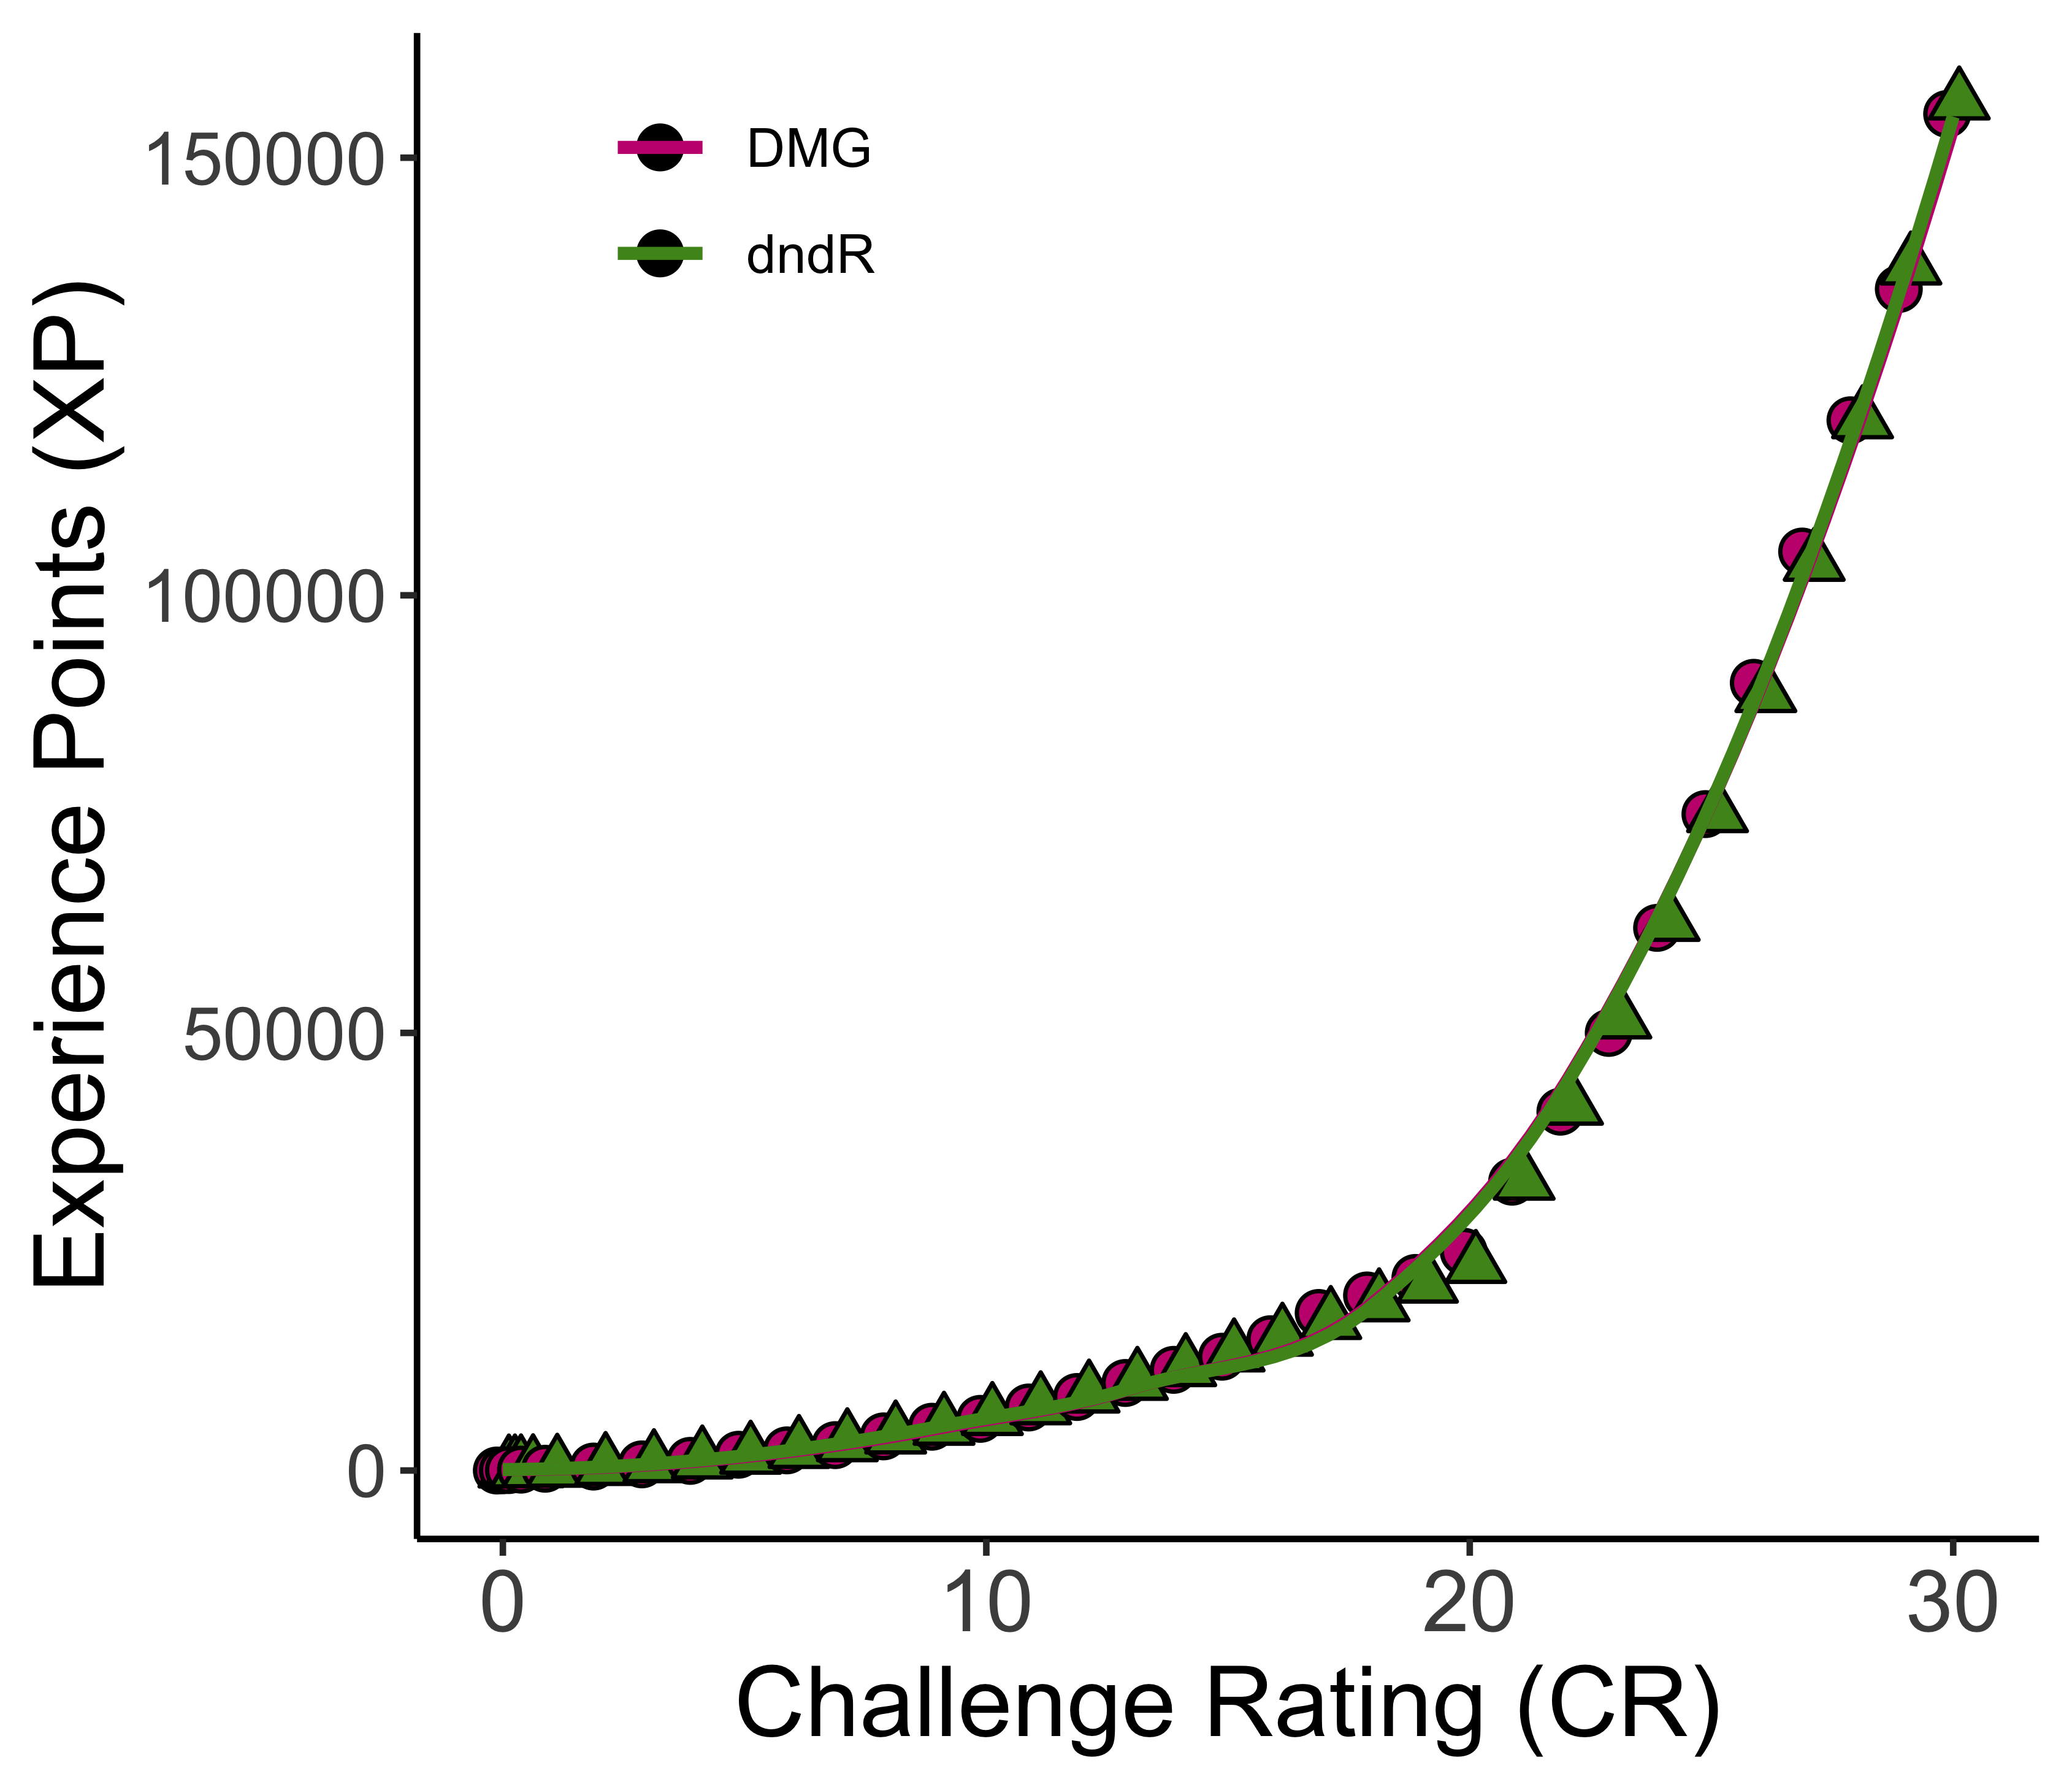 Experience Points (XP)
150000
100000
50000
0
DMG
dndR
0 10 20 30
Challenge Rating (CR)